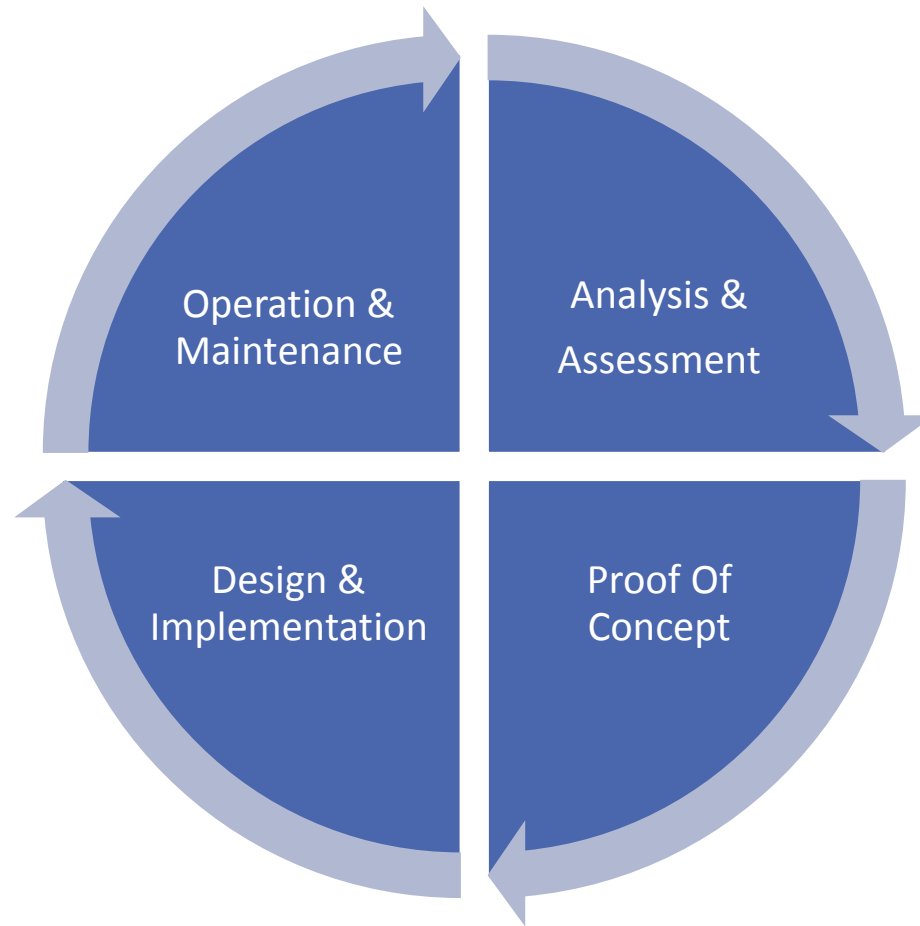 Operation &
Maintenance
Analysis &
Assessment
Design &
Implementation
Proof Of
Concept